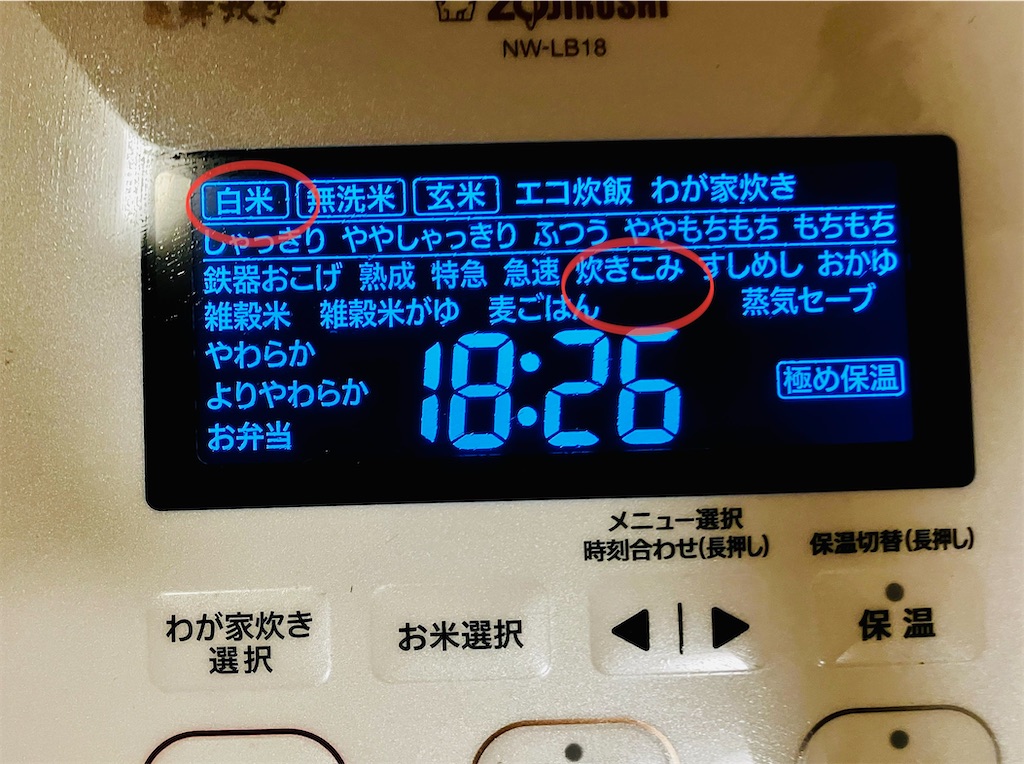 炊き
ZOJIRUSHI
NW-LB18
白米 無洗米 玄米 エコ炊飯 わが家炊き
しゃっきり ややしゃっきり ふつう ややもちもち もちもち
鉄器おこげ 熟成 特急 急速 炊きこみ すしめし おかゆ
雑穀米 雑穀米がゆ 麦ごはん 蒸気セーブ
やわらか
よりやわらか
お弁当
18:26
極め保温
メニュー選択
時刻合わせ(長押し)
保温切替(長押し)
わが家炊き
選択
お米選択
保温